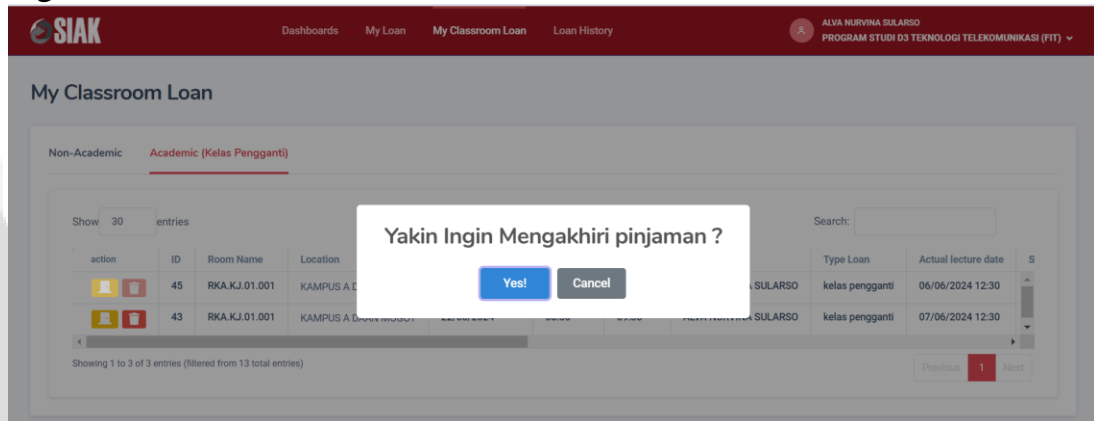 SIAK
Dashboards My Loan My Classroom Loan Loan History
ALVA NURVINA SULARSO
PROGRAM STUDI D3 TEKNOLOGI TELEKOMUNIKASI (FIT)
My Classroom Loan
Non-Academic Academic (Kelas Pengganti)
Show 30 entries Search:
Yakin Ingin Mengakhiri pinjaman ?
Yes! Cancel
action ID Room Name Location Type Loan Actual lecture date S
45 RKA.KJ.01.001 KAMPUS A D SULARSO kelas pengganti 06/06/2024 12:30
43 RKA.KJ.01.001 KAMPUS A DAAN MOGOT SULARSO kelas pengganti 07/06/2024 12:30
Showing 1 to 3 of 3 entries (filtered from 13 total entries)
Previous 1 Next